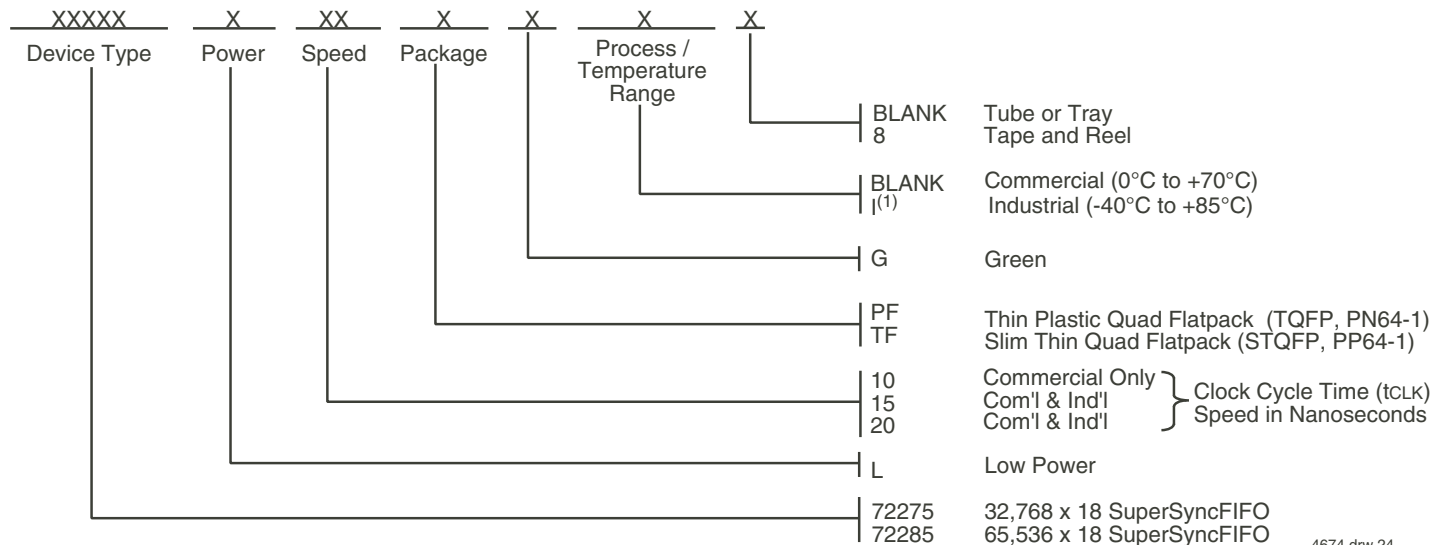 XXXXX X XX X X X X
Device Type Power Speed Package Process /
Temperature
Range
BLANK Tube or Tray
8 Tape and Reel
BLANK Commercial (0°C to +70°C)
I(1) Industrial (-40°C to +85°C)
G Green
PF Thin Plastic Quad Flatpack (TQFP, PN64-1)
TF Slim Thin Quad Flatpack (STQFP, PP64-1)
10 Commercial Only
15 Com'l & Ind'l
20 Com'l & Ind'l
Clock Cycle Time (tCLK)
Speed in Nanoseconds
L Low Power
72275 32,768 x 18 SuperSyncFIFO
72285 65,536 x 18 SuperSyncFIFO
4674 drw 24